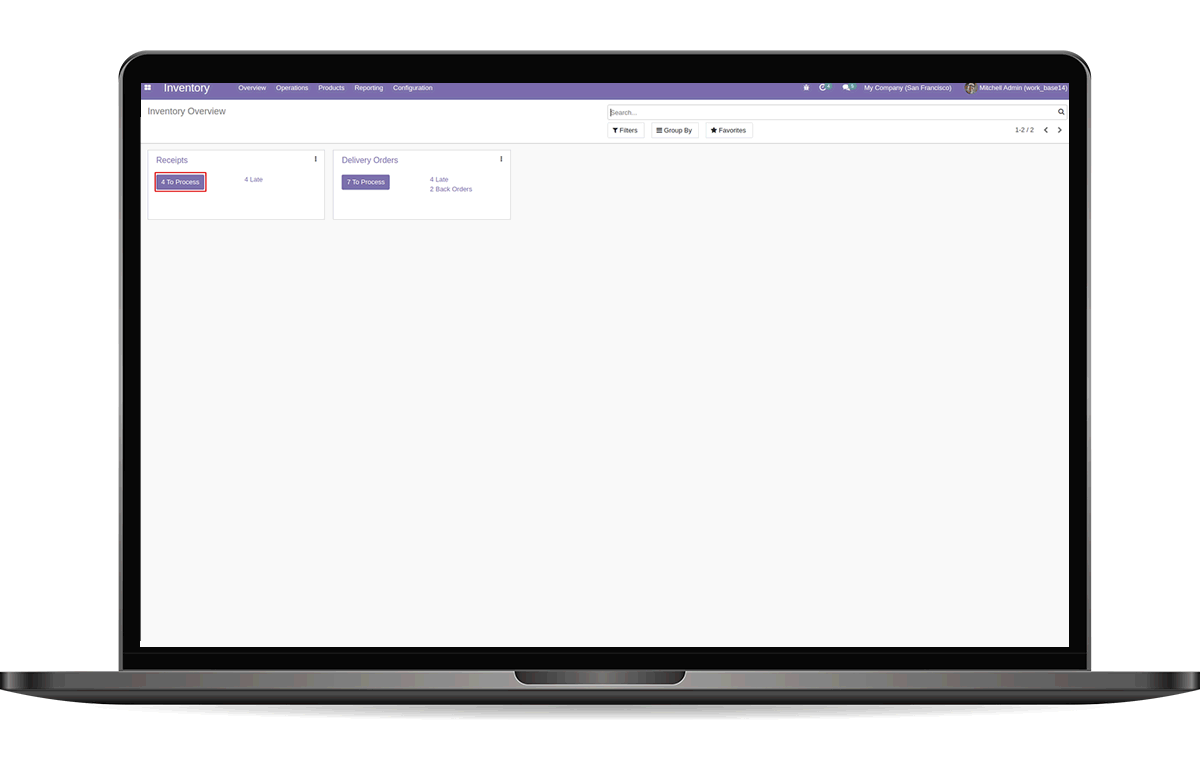 Inventory Overview Operations Products Reporting Configuration My Company (San Francisco) Mitchell Admin (work_base14)
Inventory Overview
Search...
Filters Group By Favorites 1-2 / 2
Receipts Delivery Orders
4 To Process 4 Late 7 To Process 4 Late
2 Back Orders